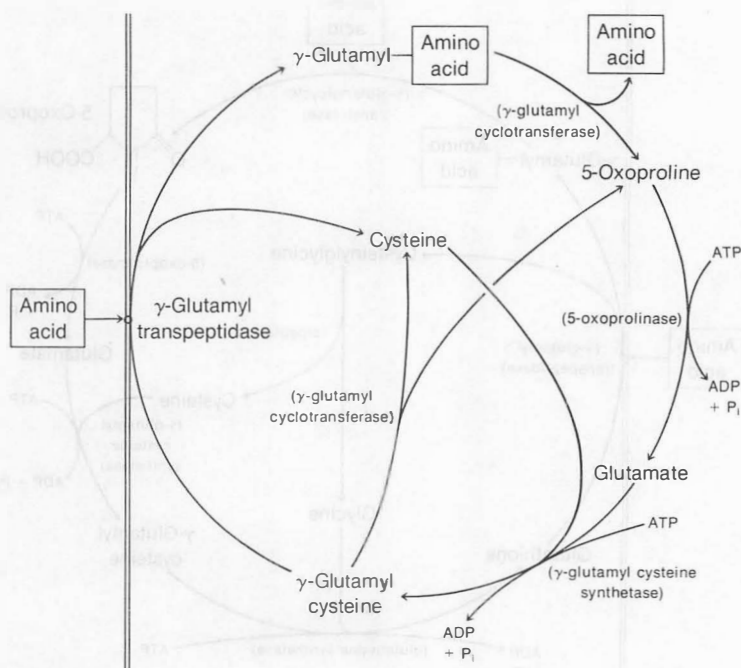 γ-Glutamyl
Amino
acid
Amino
acid
(γ-glutamyl
cyclotransferase)
5-Oxoproline
Cysteine
ATP
(5-oxoprolinase)
ADP
+ Pi
Amino
acid
γ-Glutamyl
transpeptidase
(γ-glutamyl
cyclotransferase)
Glutamate
ATP
(γ-glutamyl cysteine
synthetase)
γ-Glutamyl
cysteine
ADP
+ Pi